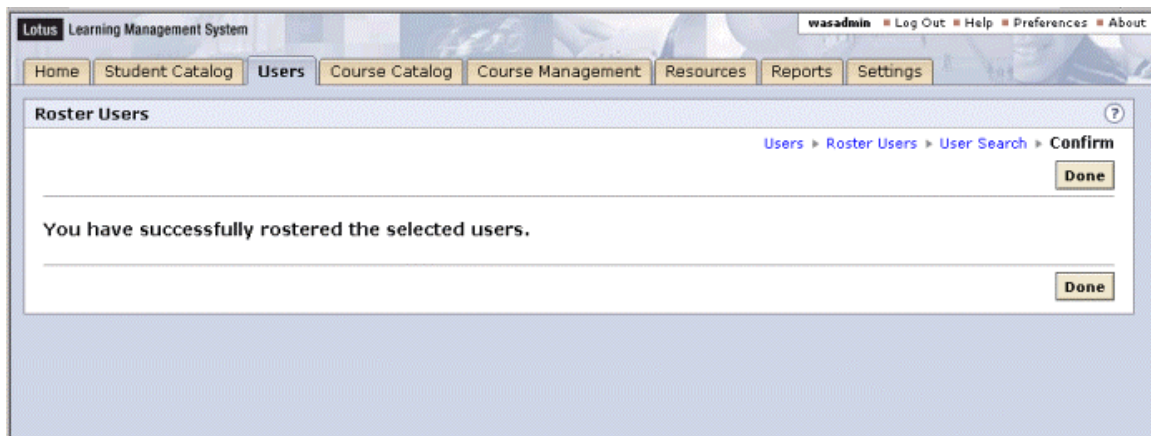 Lotus Learning Management System
wasadmin Log Out Help Preferences About
Home Student Catalog Users Course Catalog Course Management Resources Reports Settings
Roster Users ?
Users Roster Users User Search Confirm
Done
You have successfully rostered the selected users.
Done